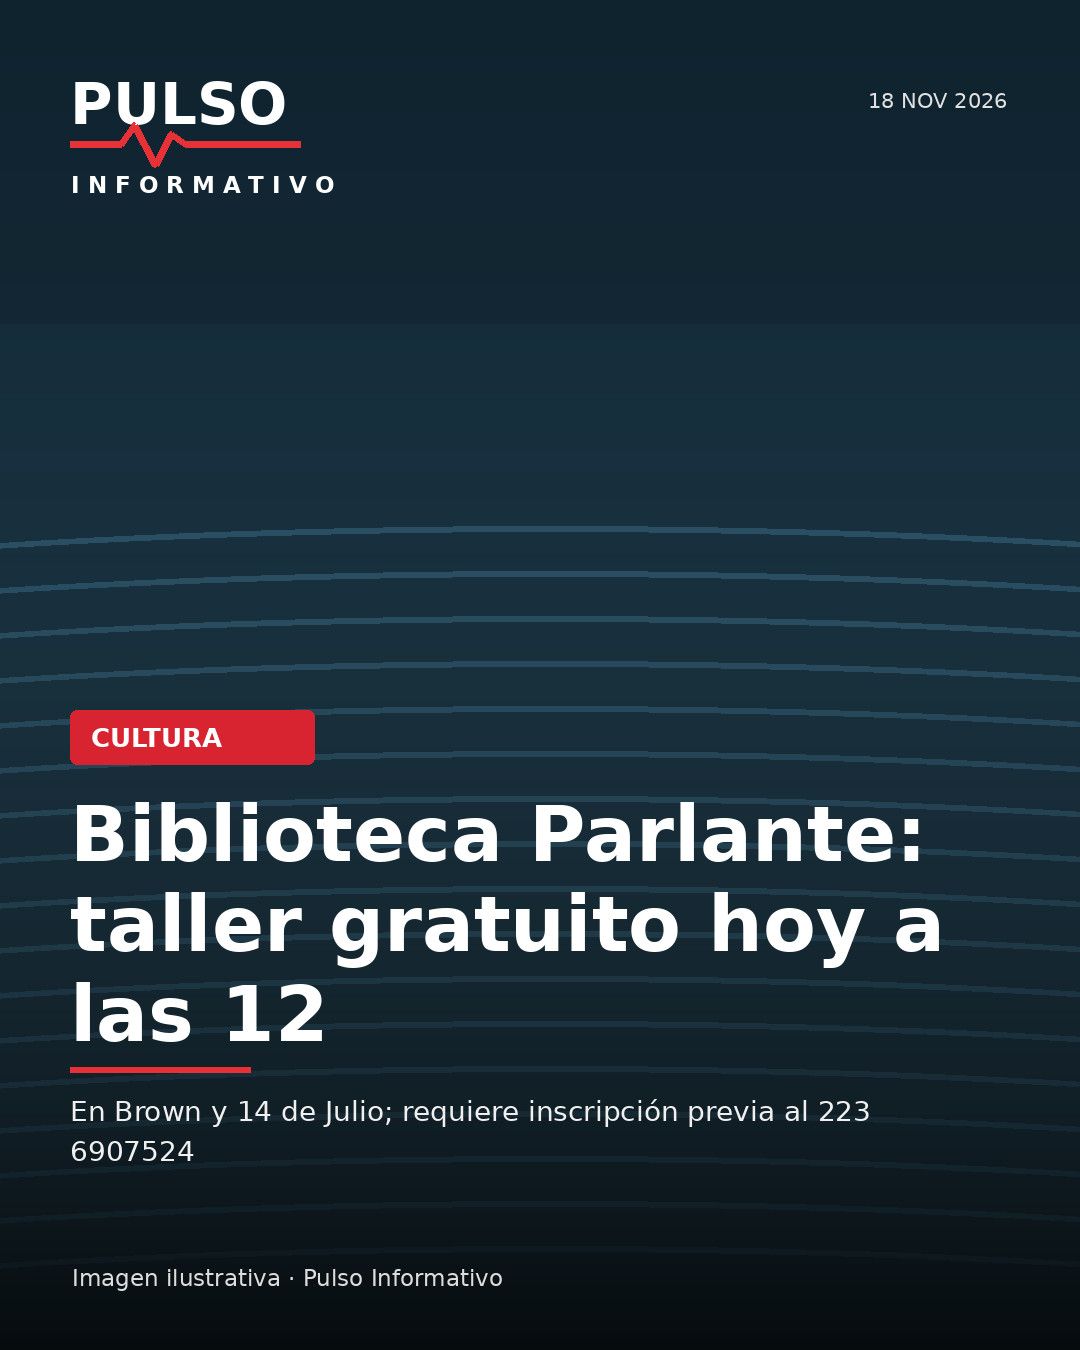 PULSO
INFORMATIVO
18 NOV 2026
CULTURA
Biblioteca Parlante:
taller gratuito hoy a
las 12
En Brown y 14 de Julio; requiere inscripción previa al 223
6907524
Imagen ilustrativa · Pulso Informativo